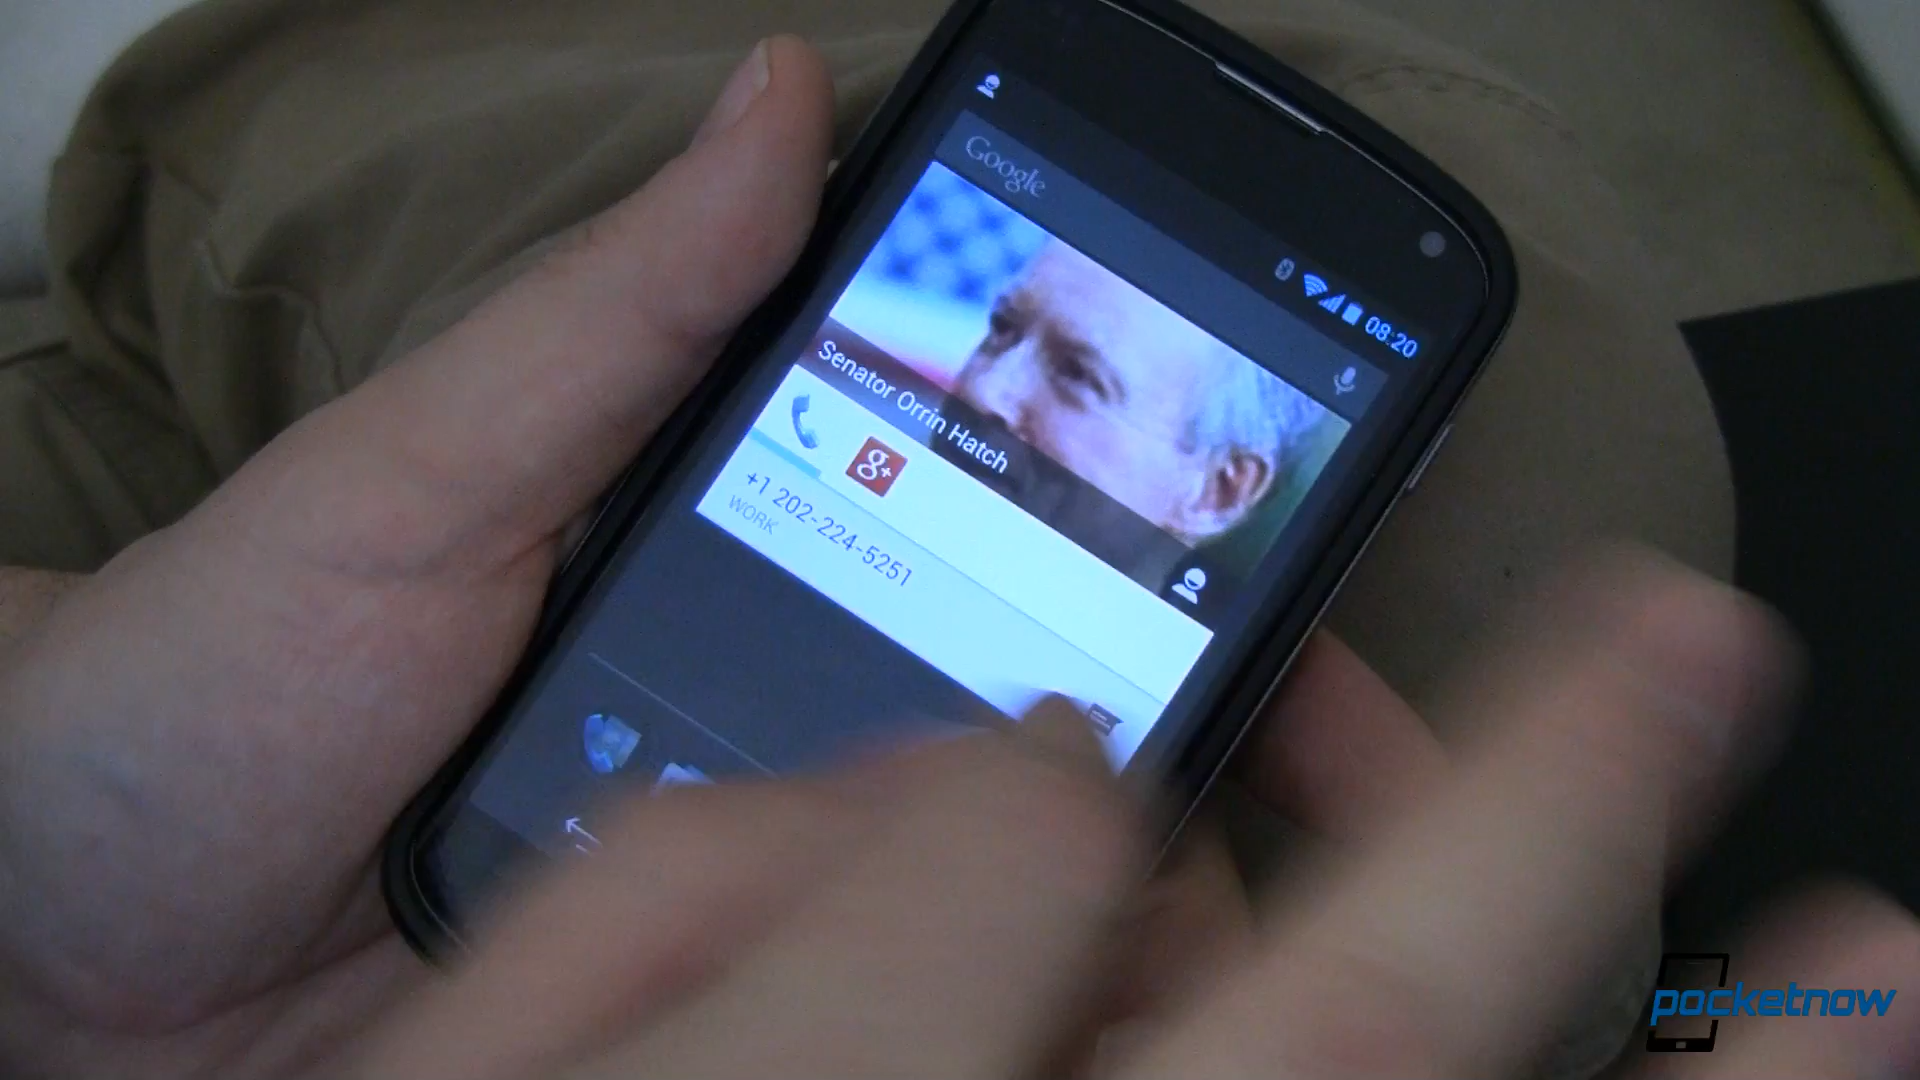 Google
08:20
Senator Orrin Hatch
g+
+1 202-224-5251
WORK
pocketnow